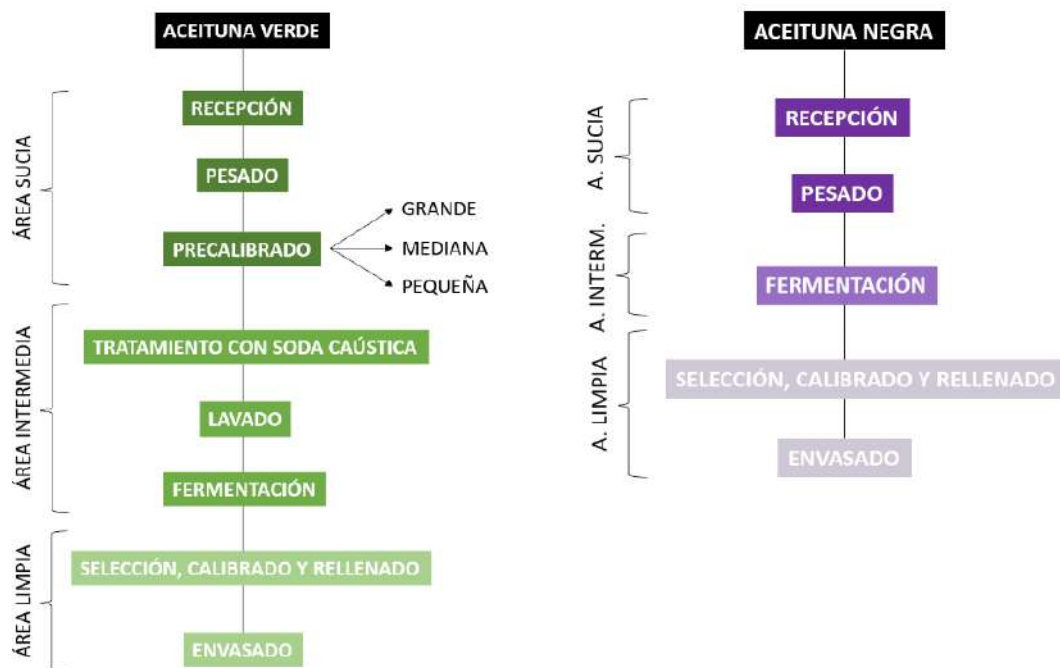 ACEITUNA VERDE
ÁREA SUCIA
RECEPCIÓN
PESADO
PRECALIBRADO
GRANDE
MEDIANA
PEQUEÑA
ÁREA INTERMEDIA
TRATAMIENTO CON SODA CAÚSTICA
LAVADO
FERMENTACIÓN
ÁREA LIMPIA
SELECCIÓN, CALIBRADO Y RELLENADO
ENVASADO
ACEITUNA NEGRA
A. SUCIA
RECEPCIÓN
PESADO
A. INTERM.
FERMENTACIÓN
A. LIMPIA
SELECCIÓN, CALIBRADO Y RELLENADO
ENVASADO